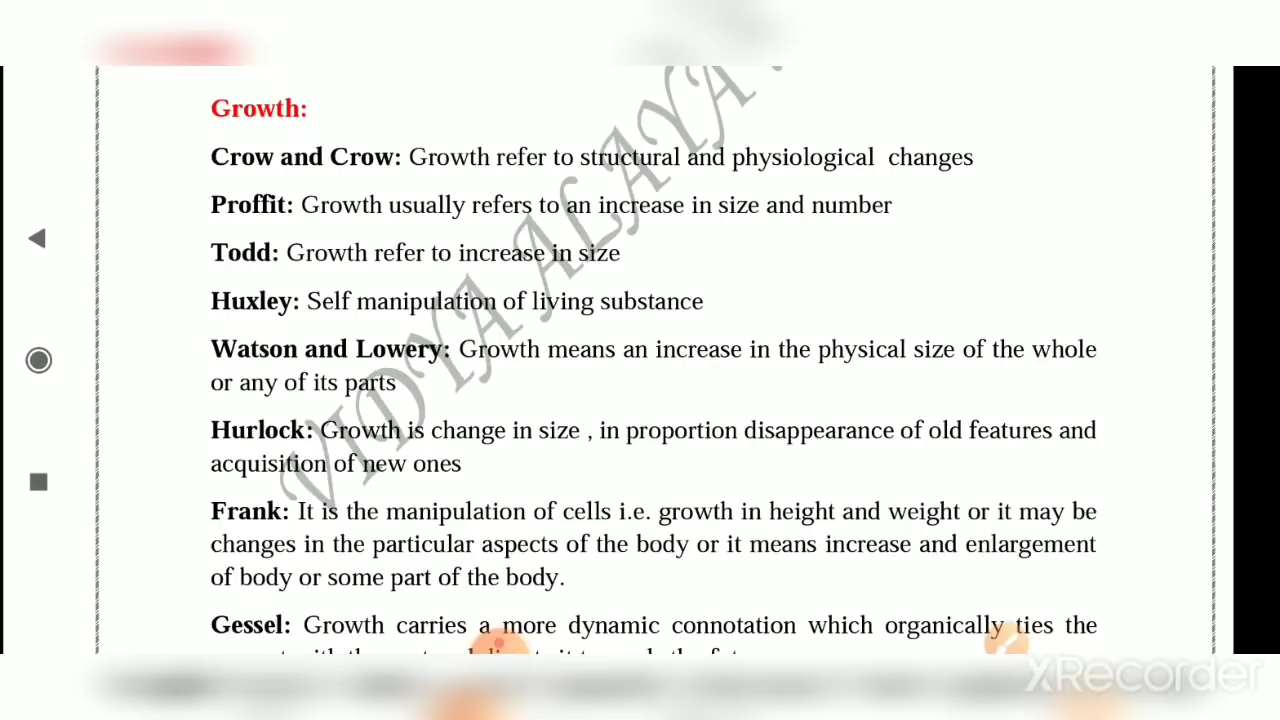 Growth:
Crow and Crow: Growth refer to structural and physiological changes
Proffit: Growth usually refers to an increase in size and number
Todd: Growth refer to increase in size
Huxley: Self manipulation of living substance
Watson and Lowery: Growth means an increase in the physical size of the whole
or any of its parts
Hurlock: Growth is change in size , in proportion disappearance of old features and
acquisition of new ones
Frank: It is the manipulation of cells i.e. growth in height and weight or it may be
changes in the particular aspects of the body or it means increase and enlargement
of body or some part of the body.
Gessel: Growth carries a more dynamic connotation which organically ties the
VIDYA ALAYA
XRecorder